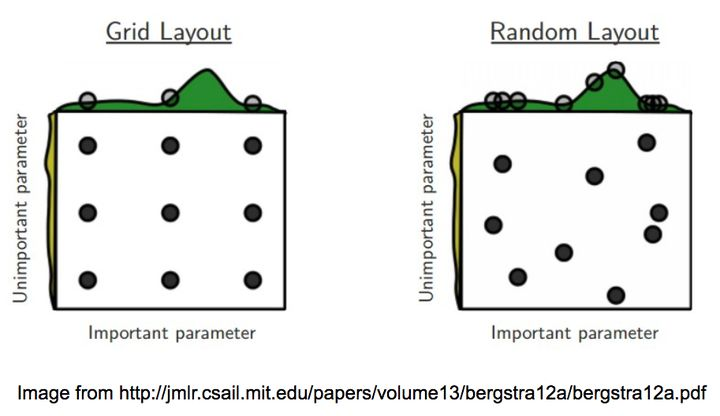 Grid Layout
Unimportant parameter
Important parameter
Random Layout
Unimportant parameter
Important parameter
Image from http://jmlr.csail.mit.edu/papers/volume13/bergstra12a/bergstra12a.pdf